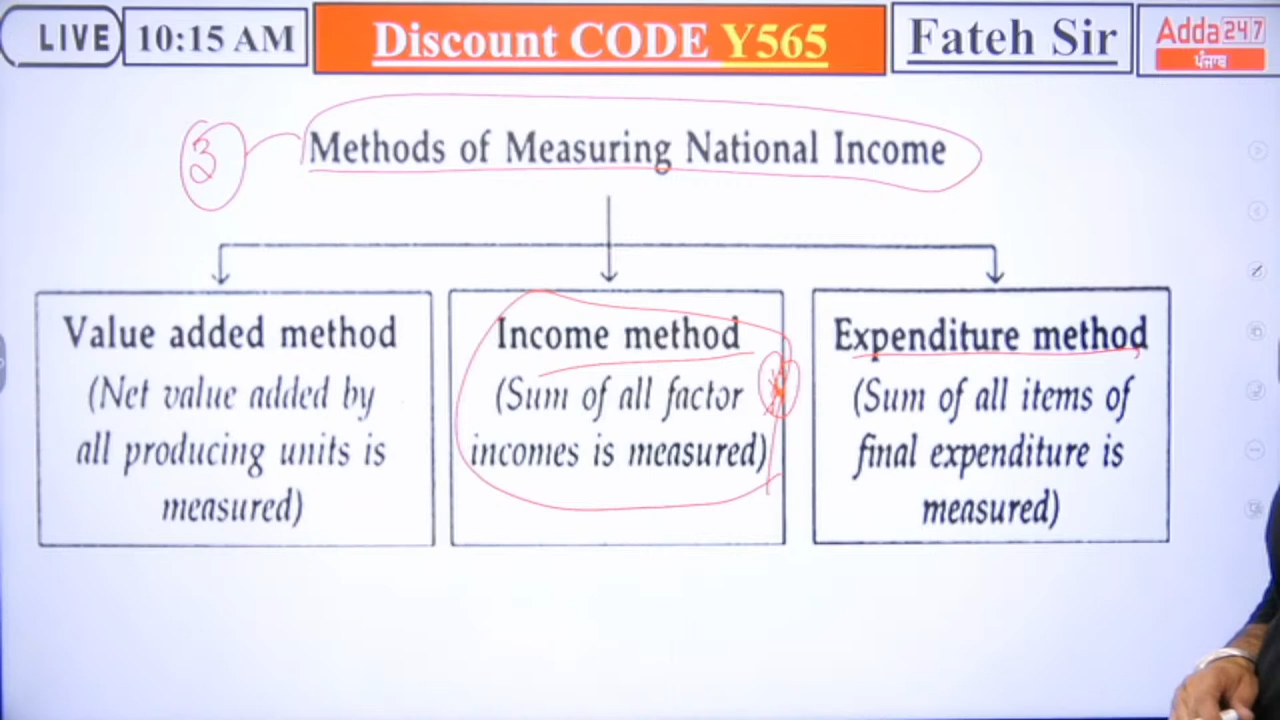 LIVE
10:15 AM
Discount CODE Y565
Fateh Sir
Adda247
ਪੰਜਾਬ
3
Methods of Measuring National Income
Value added method
(Net value added by
all producing units is
measured)
Income method
(Sum of all factor
incomes is measured)
Expenditure method
(Sum of all items of
final expenditure is
measured)